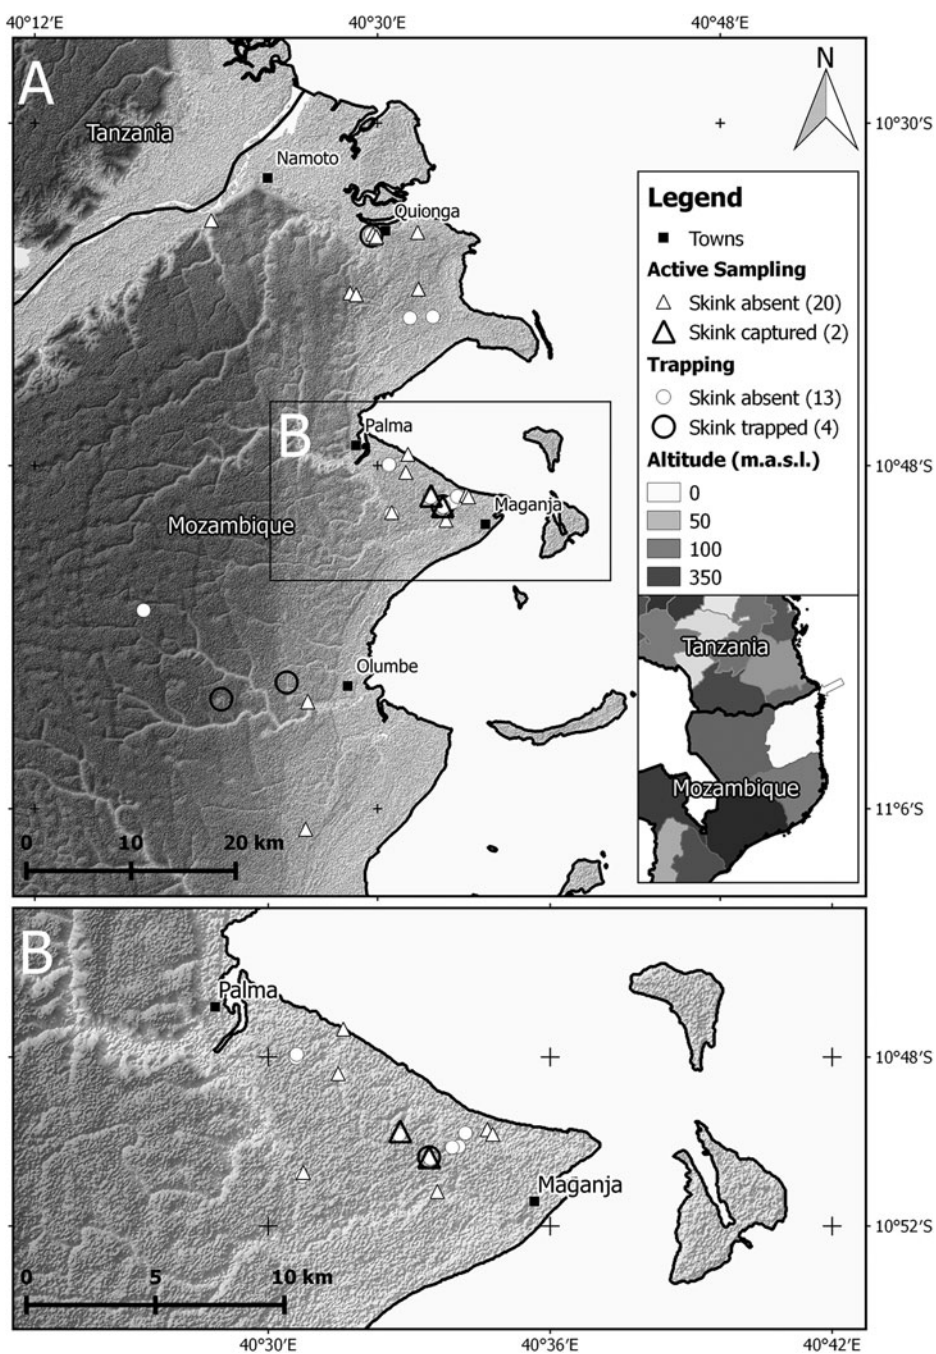 40°12′E 40°30′E 40°48′E
A
N
Tanzania
10°30′S
Namoto
Quionga
Legend
Towns
Active Sampling
Skink absent (20)
Skink captured (2)
Trapping
Skink absent (13)
Skink trapped (4)
Altitude (m.a.s.l.)
0
50
100
350
B
Palma
10°48′S
Maganja
Mozambique
Olumbe
Tanzania
Mozambique
11°6′S
0 10 20 km
B
Palma
10°48′S
Maganja
10°52′S
0 5 10 km
40°30′E 40°36′E 40°42′E